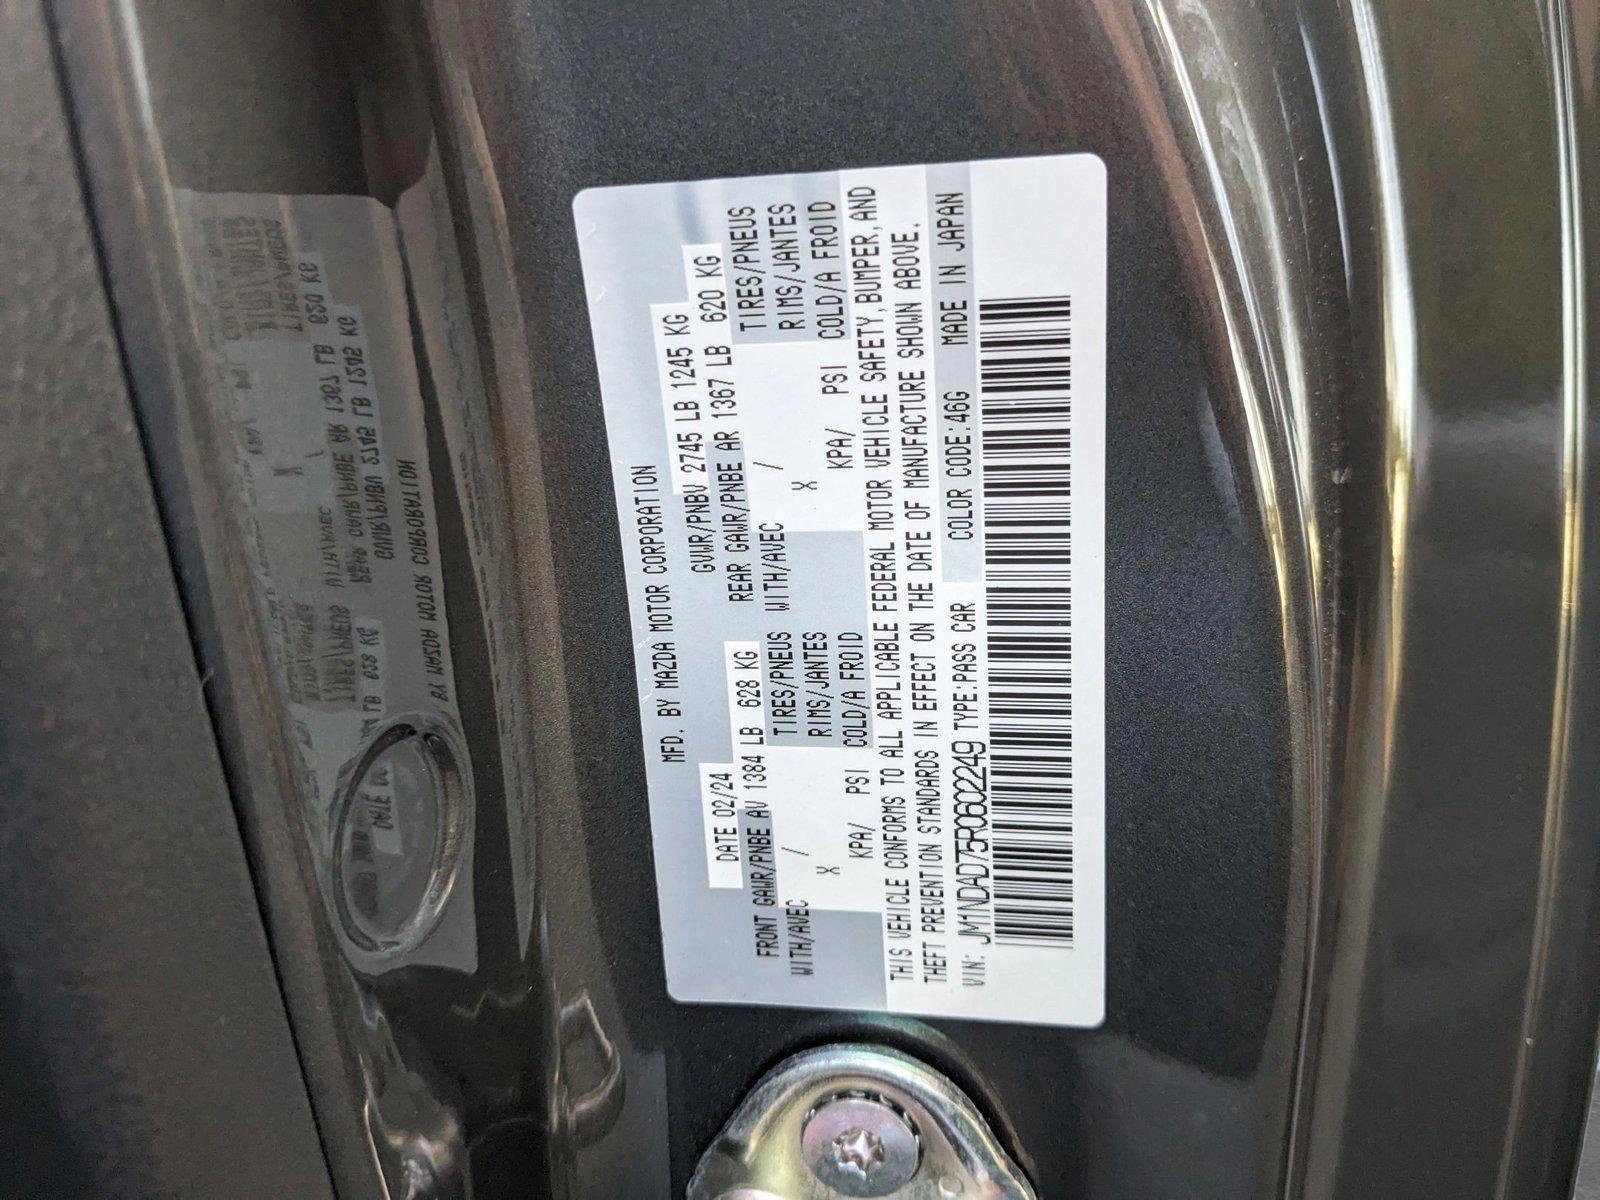 MFD. BY MAZDA MOTOR CORPORATION
DATE 02/24 GVWR/PNBV 2745 LB 1245 KG
FRONT GAWR/PNBE AV 1384 LB 628 KG REAR GAWR/PNBE AR 1367 LB 620 KG
WITH/AVEC / TIRES/PNEUS WITH/AVEC / TIRES/PNEUS
X RIMS/JANTES X RIMS/JANTES
KPA/ PSI COLD/A FROID KPA/ PSI COLD/A FROID
THIS VEHICLE CONFORMS TO ALL APPLICABLE FEDERAL MOTOR VEHICLE SAFETY,BUMPER,AND
THEFT PREVENTION STANDARDS IN EFFECT ON THE DATE OF MANUFACTURE SHOWN ABOVE.
VIN: JM1NDAD75R0602249 TYPE:PASS CAR COLOR CODE:46G MADE IN JAPAN